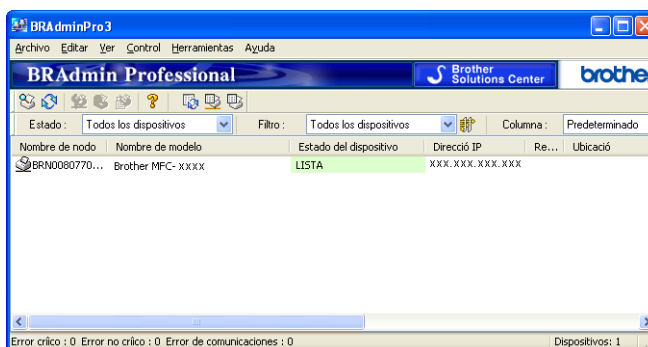 BRAdminPro3
Archivo Editar Ver Control Herramientas Ayuda
BRAdmin Professional Brother Solutions Center brothe
Estado : Todos los dispositivos Filtro : Todos los dispositivos Columna : Predeterminado
Nombre de nodo Nombre de modelo Estado del dispositivo Direcció IP Re... Ubicació
BRN0080770... Brother MFC- XXXX LISTA XXX.XXX.XXX.XXX
Error críico : 0 Error no críico : 0 Error de comunicaciones : 0 Dispositivos: 1